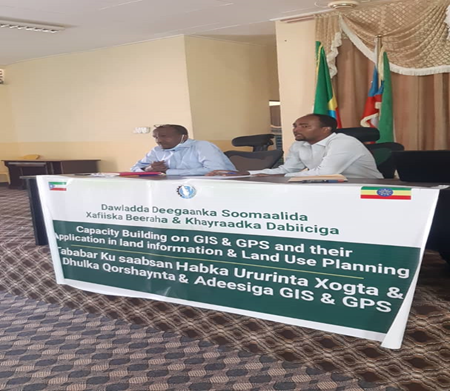 Dawladda Deegaanka Soomaalida
Xafiiska Beeraha & Khayraadka Dabiiciga
Capacity Building on GIS & GPS and their
Application in land information & Land Use Planning
Tababar Ku saabsan Habka Ururinta Xogta &
Dhulka Qorshaynta & Adeesiga GIS & GPS